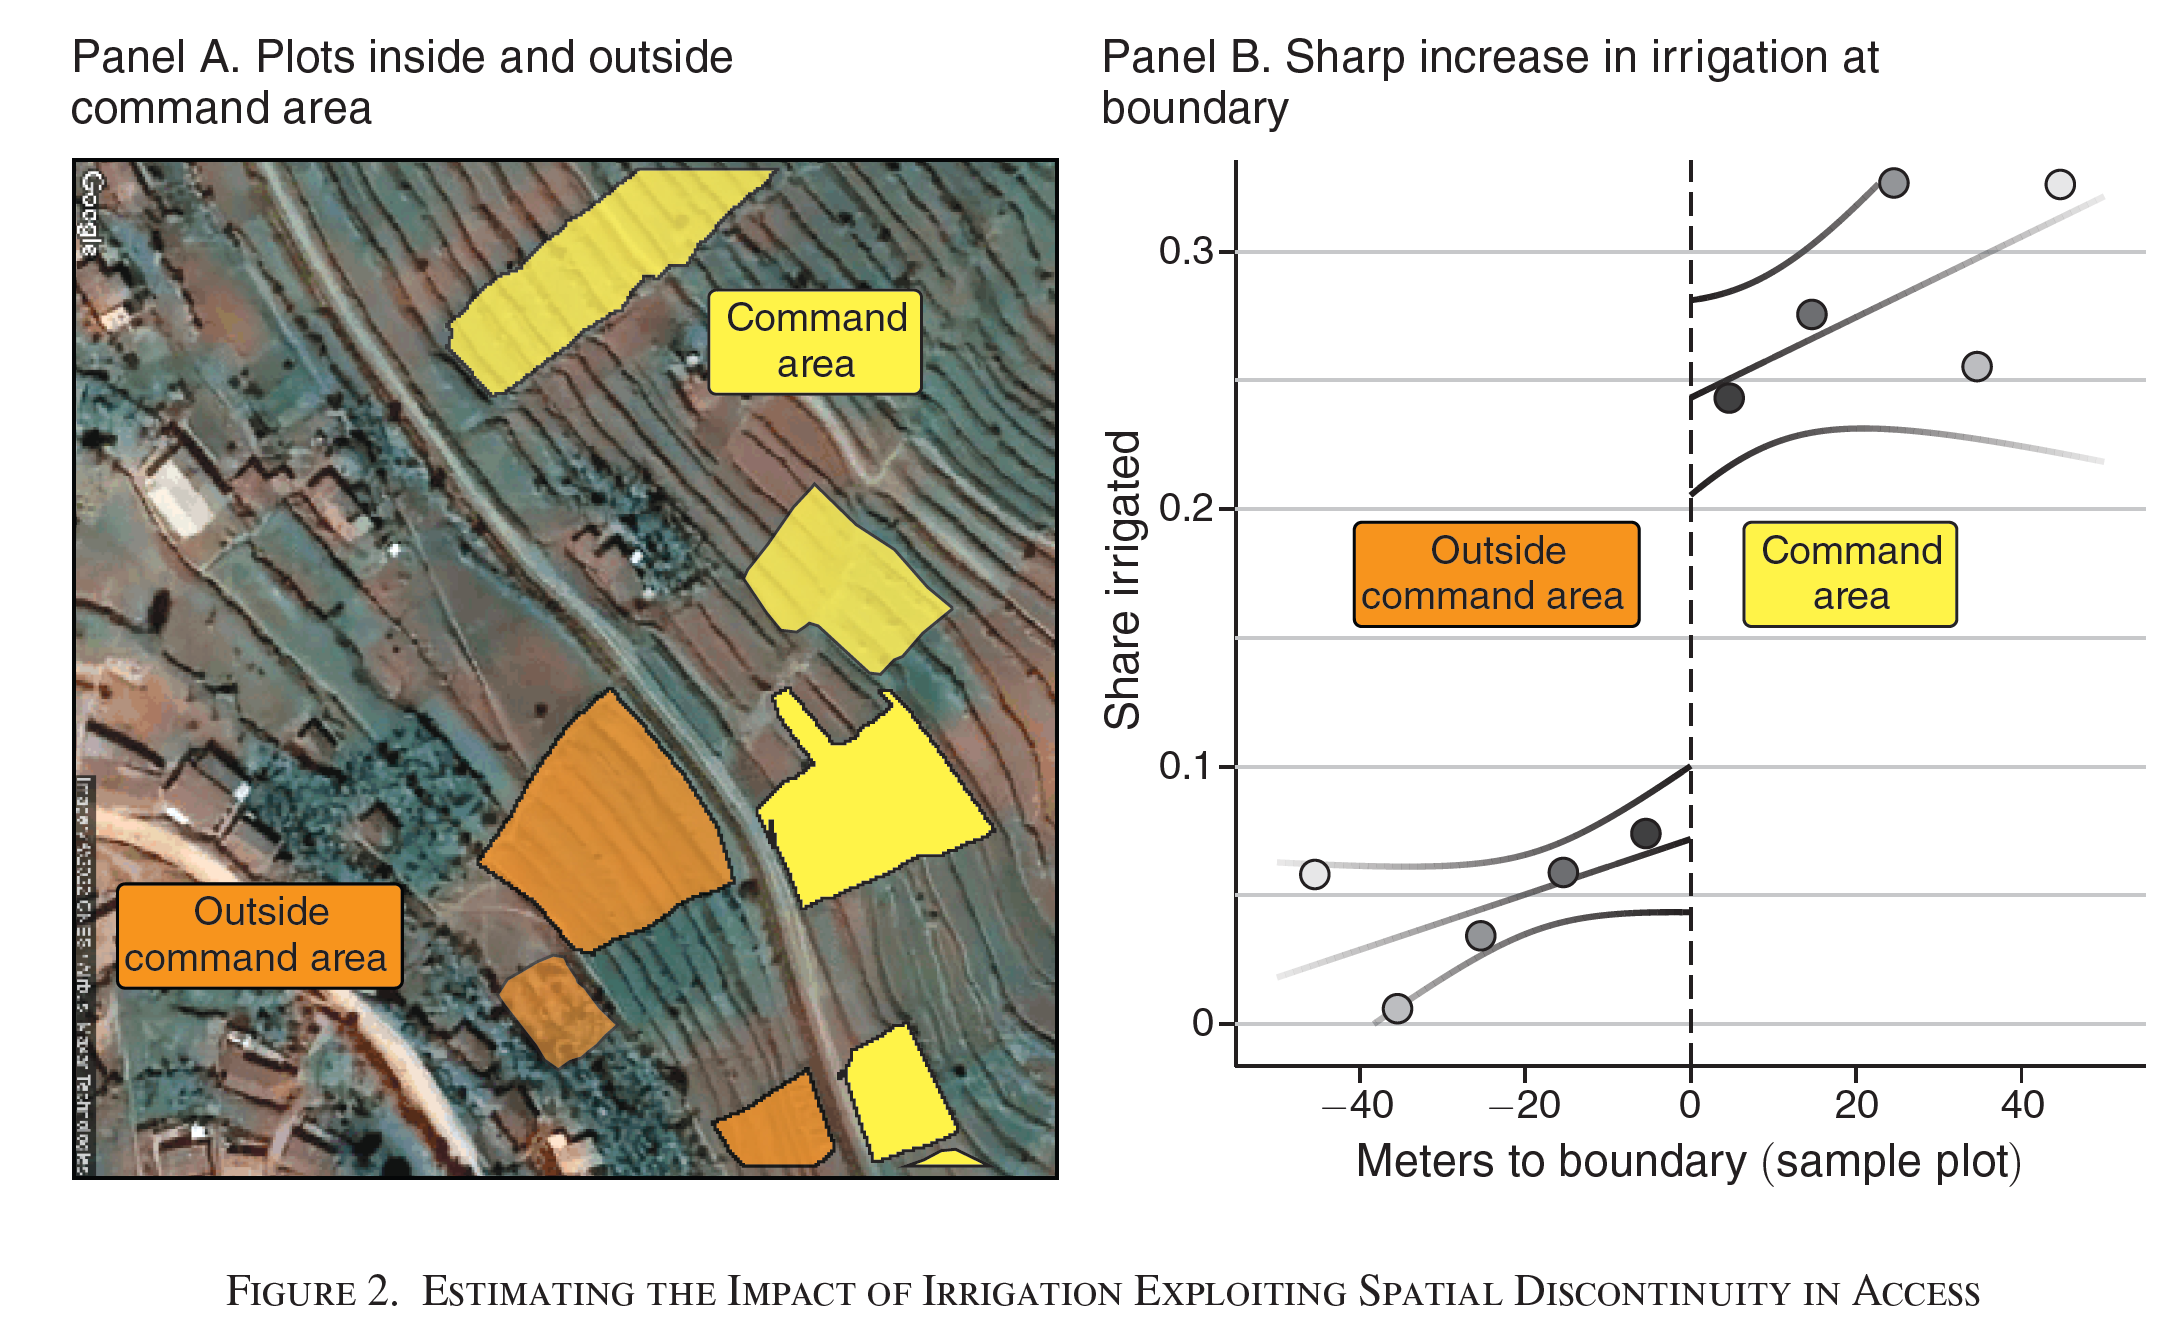 Panel A. Plots inside and outside
command area
Google
Command
area
Outside
command area
Panel B. Sharp increase in irrigation at
boundary
Share irrigated
0.3
0.2
0.1
0
Outside
command area
Command
area
−40 −20 0 20 40
Meters to boundary (sample plot)
FIGURE 2. ESTIMATING THE IMPACT OF IRRIGATION EXPLOITING SPATIAL DISCONTINUITY IN ACCESS